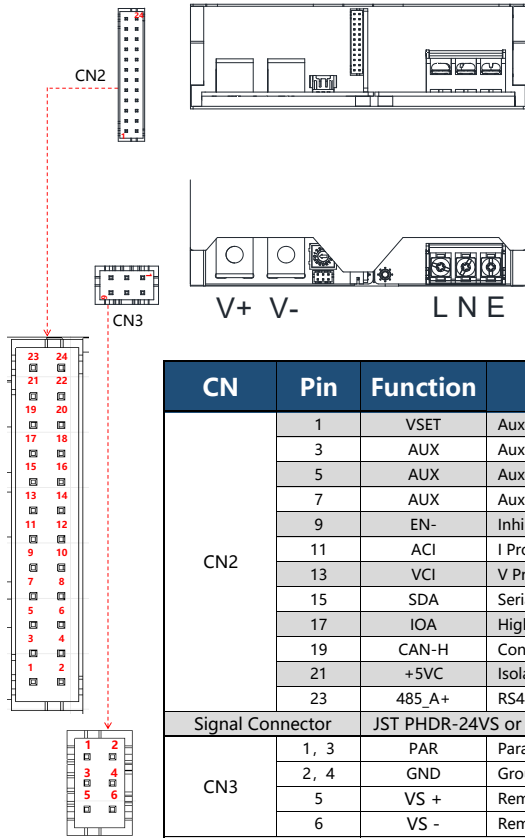 24
CN2
1
1
6
CN3
V+ V-
L N E
23 24
21 22
19 20
17 18
15 16
13 14
11 12
9 10
7 8
5 6
3 4
1 2
1 2
3 4
5 6
CN Pin Function
CN2
1 VSET Aux
3 AUX Aux
5 AUX Aux
7 AUX Aux
9 EN- Inhi
11 ACI I Pro
13 VCI V Pr
15 SDA Seri
17 IOA High
19 CAN-H Con
21 +5VC Isola
23 485_A+ RS4
Signal Connector JST PHDR-24VS or
CN3
1, 3 PAR Para
2, 4 GND Grou
5 VS + Rem
6 VS - Rem